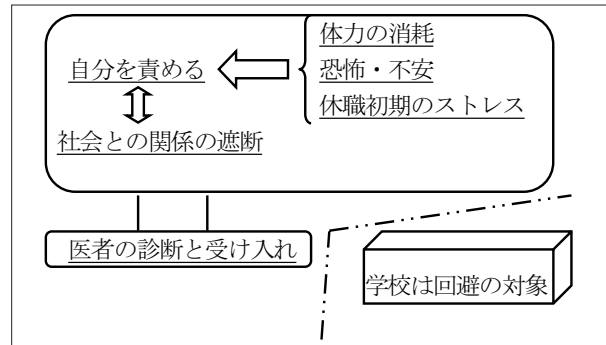 体力の消耗
自分を責める
恐怖・不安
休職初期のストレス
社会との関係の遮断
医者の診断と受け入れ
学校は回避の対象